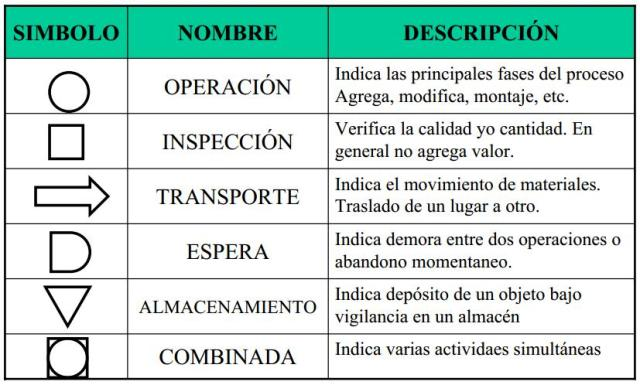 SIMBOLO NOMBRE DESCRIPCIÓN
OPERACIÓN
Indica las principales fases del proceso
Agrega, modifica, montaje, etc.
INSPECCIÓN
Verifica la calidad yo cantidad. En
general no agrega valor.
TRANSPORTE
Indica el movimiento de materiales.
Traslado de un lugar a otro.
ESPERA
Indica demora entre dos operaciones o
abandono momentaneo.
ALMACENAMIENTO
Indica depósito de un objeto bajo
vigilancia en un almacén
COMBINADA
Indica varias actividaes simultáneas